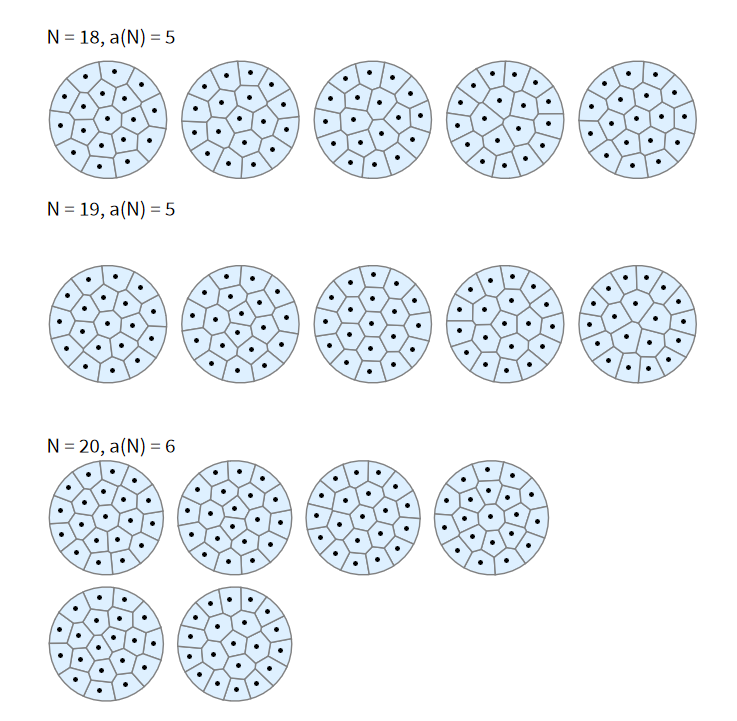 N = 18, a(N) = 5
N = 19, a(N) = 5
N = 20, a(N) = 6